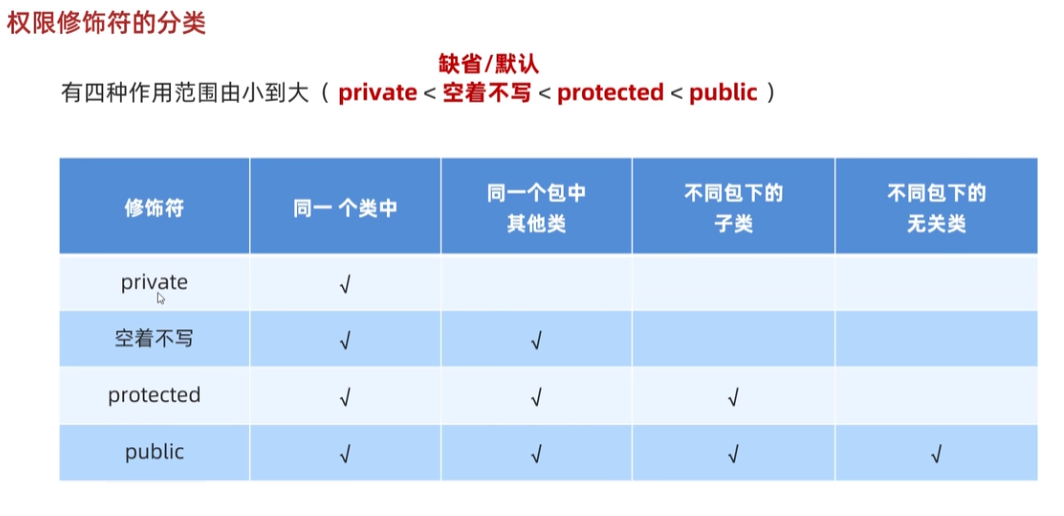 权限修饰符的分类
缺省/默认
有四种作用范围由小到大（ private < 空着不写 < protected < public ）
修饰符 同一 个类中 同一个包中其他类 不同包下的子类 不同包下的无关类
private √
空着不写 √ √
protected √ √ √
public √ √ √ √